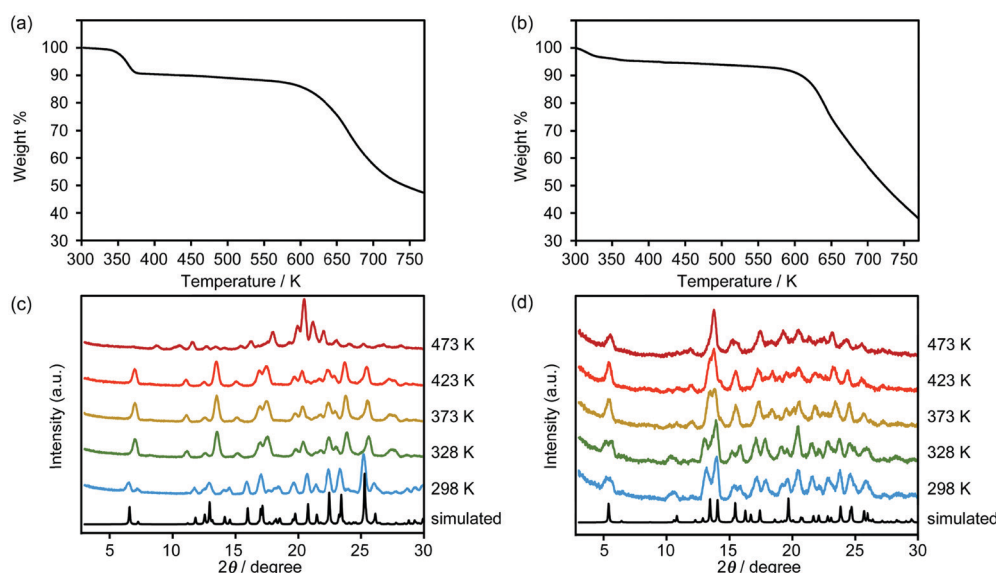 (a)
100
90
80
70
60
50
40
30
Weight %
300 350 400 450 500 550 600 650 700 750
Temperature / K
(b)
100
90
80
70
60
50
40
30
Weight %
300 350 400 450 500 550 600 650 700 750
Temperature / K
(c)
Intensity (a.u.)
473 K
423 K
373 K
328 K
298 K
simulated
5 10 15 20 25 30
2θ / degree
(d)
Intensity (a.u.)
473 K
423 K
373 K
328 K
298 K
simulated
5 10 15 20 25 30
2θ / degree